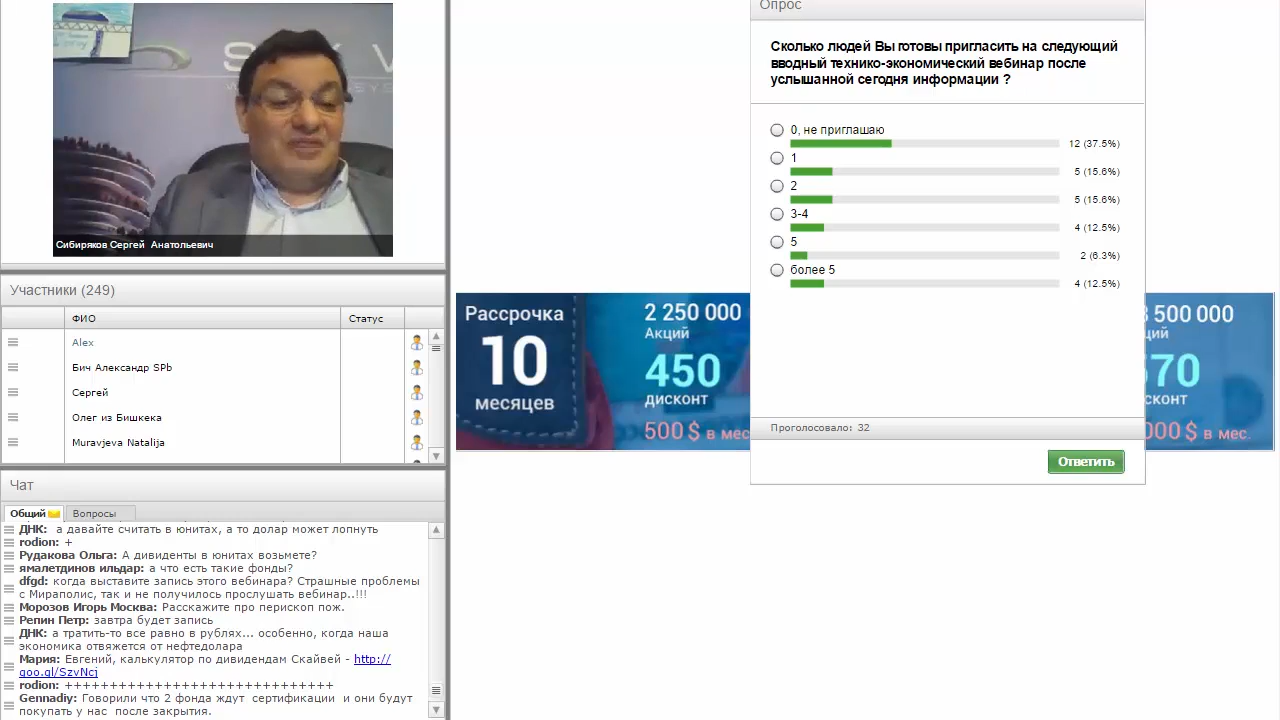 Сибиряков Сергей Анатольевич
Участники (249)
ФИО
Статус
Alex
Бич Александр SPb
Сергей
Олег из Бишкека
Muravjeva Natalija
Чат
Общий
Вопросы
ДНК: а давайте считать в юнитах, а то долар может лопнуть
rodion: +
Рудакова Ольга: А дивиденты в юнитах возьмете?
ямалетдинов ильдар: а что есть такие фонды?
dfgd: когда выставите запись этого вебинара? Страшные проблемы
с Мираполис, так и не получилось прослушать вебинар..!!!
Морозов Игорь Москва: Расскажите про перископ пож.
Репин Петр: завтра будет запись
ДНК: а тратить-то все равно в рублях... особенно, когда наша
экономика отвяжется от нефтедолара
Мария: Евгений, калькулятор по дивидендам Скайвей - http://
goo.gl/SzvNcj
rodion: ++++++++++++++++++++++++++++++
Gennadiy: Говорили что 2 фонда ждут сертификации и они будут
покупать у нас после закрытия.
Рассрочка
10
месяцев
2 250 000
Акций
450
дисконт
500$ в мес
Опрос
Сколько людей Вы готовы пригласить на следующий
вводный технико-экономический вебинар после
услышанной сегодня информации ?
0, не приглашаю
12 (37.5%)
1
5 (15.6%)
2
5 (15.6%)
3-4
4 (12.5%)
5
2 (6.3%)
более 5
4 (12.5%)
Проголосовало: 32
Ответить
500 000
ций
70
сконт
000$ в мес.